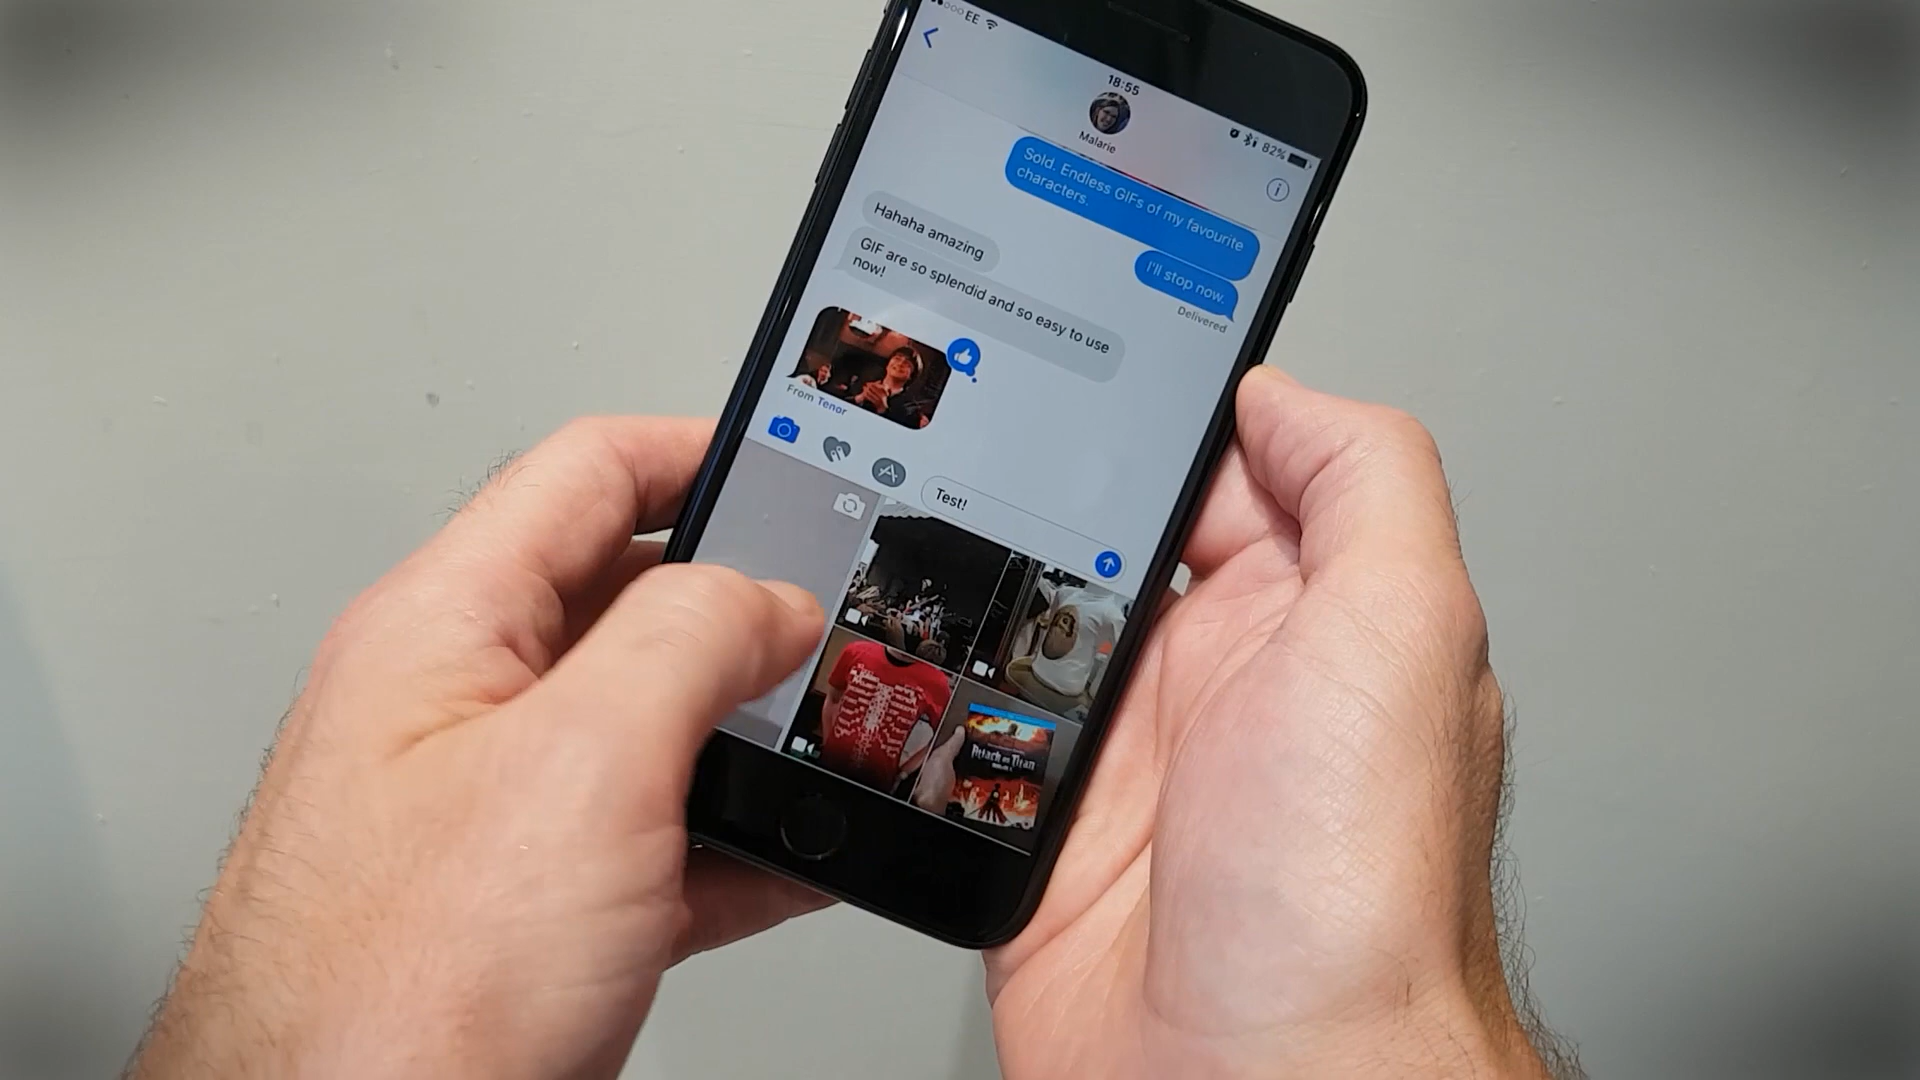 EE
18:55
82%
Malarie
Sold. Endless GIFs of my favourite
characters.
I'll stop now.
Delivered
Hahaha amazing
GIF are so splendid and so easy to use
now!
From Tenor
Test!
Attack on Titan